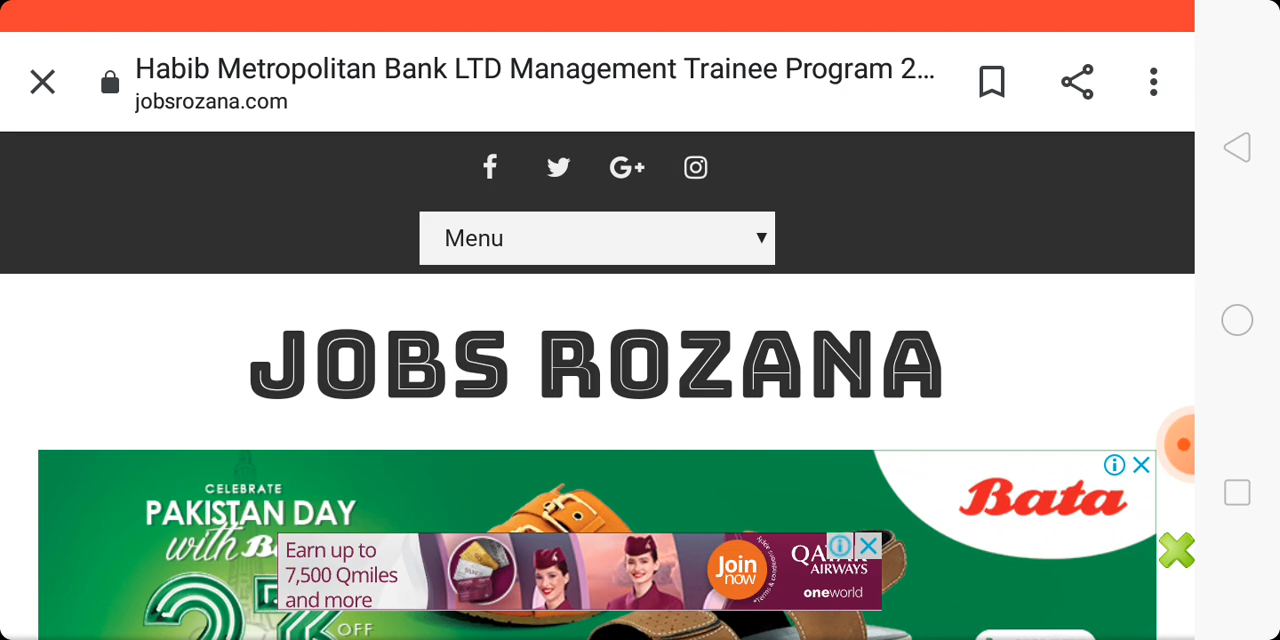 Habib Metropolitan Bank LTD Management Trainee Program 2...
jobsrozana.com
Menu
JOBS ROZANA
CELEBRATE
PAKISTAN DAY
with
Bata
OFF
Earn up to
7,500 Qmiles
and more
Join
now
AIRWAYS
oneworld